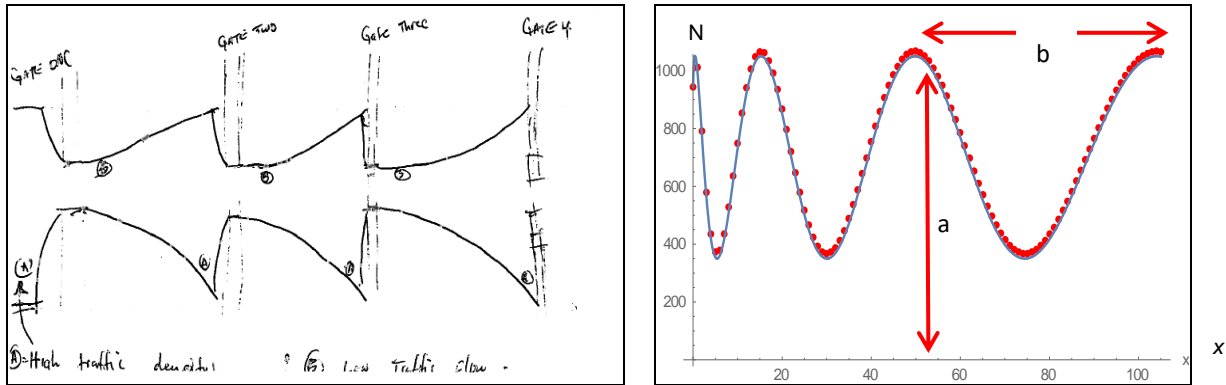 GATE ONE
GATE TWO
Gate Three
GATE 4.
B
B
B
A
A
A
A
A=High traffic density
B Low Traffic Flow.
N
1000
800
600
400
200
20
40
60
80
100
x
x
a
b